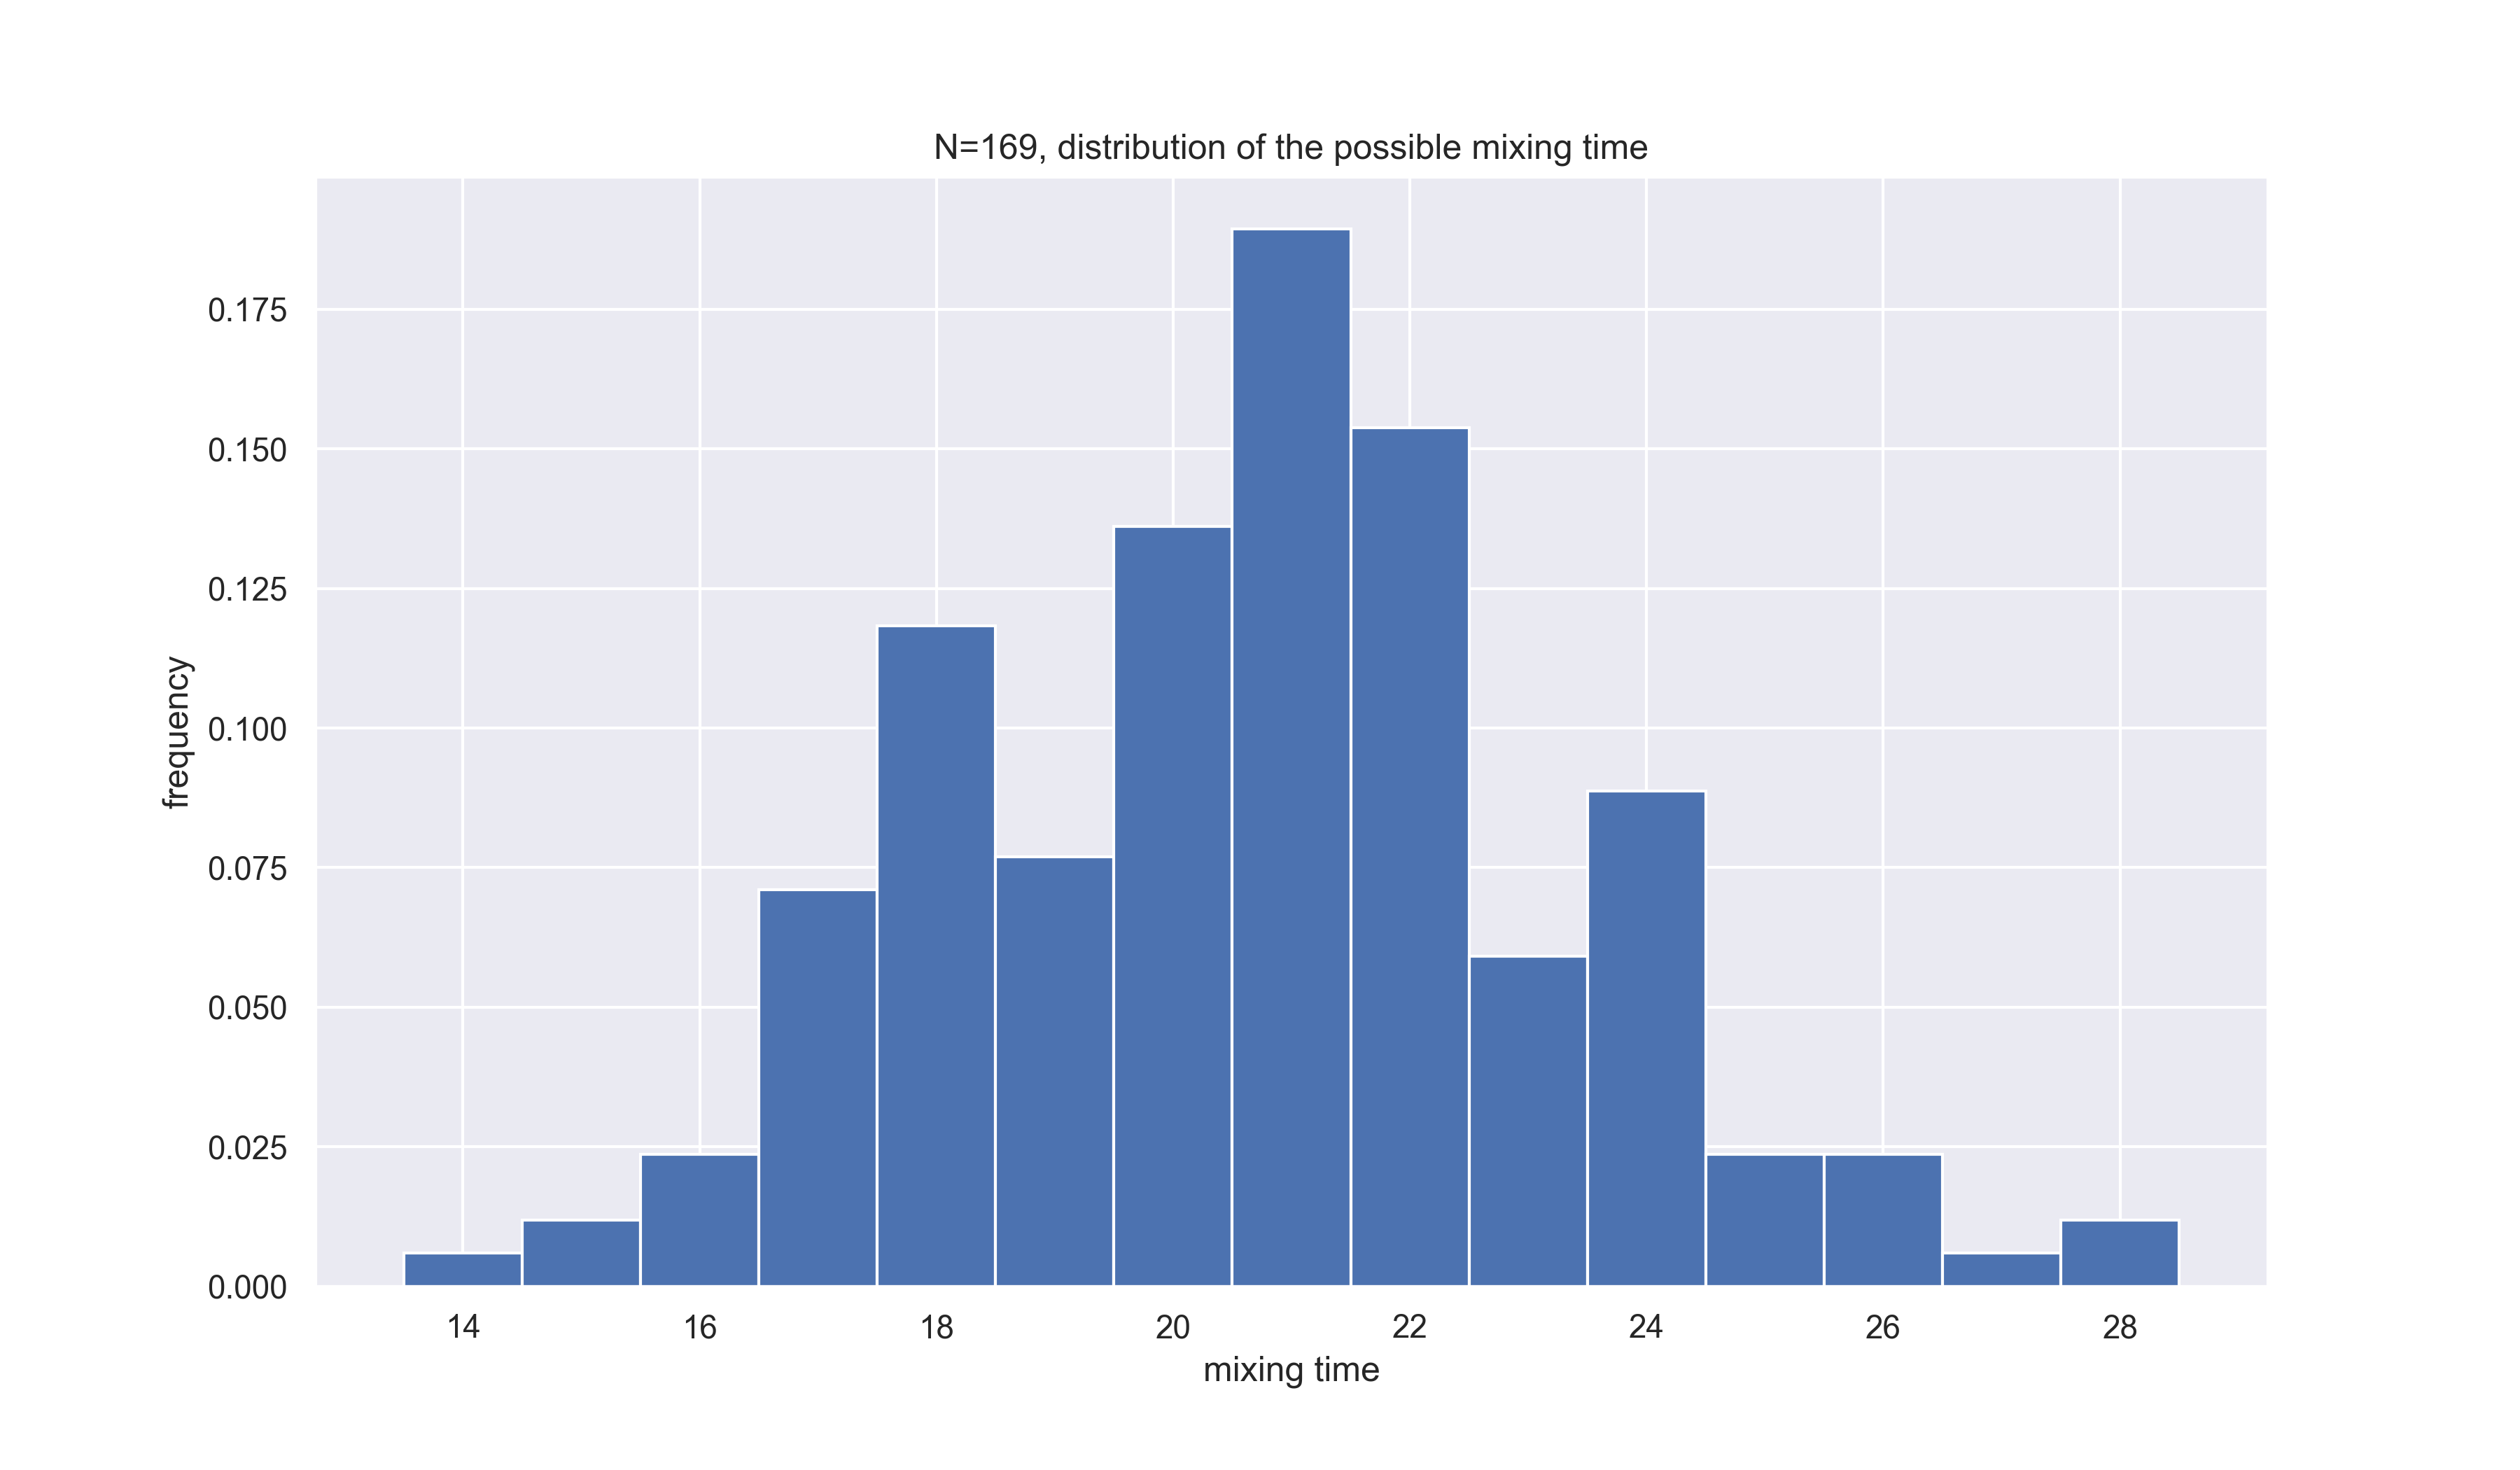 N=169, distribution of the possible mixing time
0.175
0.150
0.125
0.100
0.075
0.050
0.025
0.000
frequency
14 16 18 20 22 24 26 28
mixing time